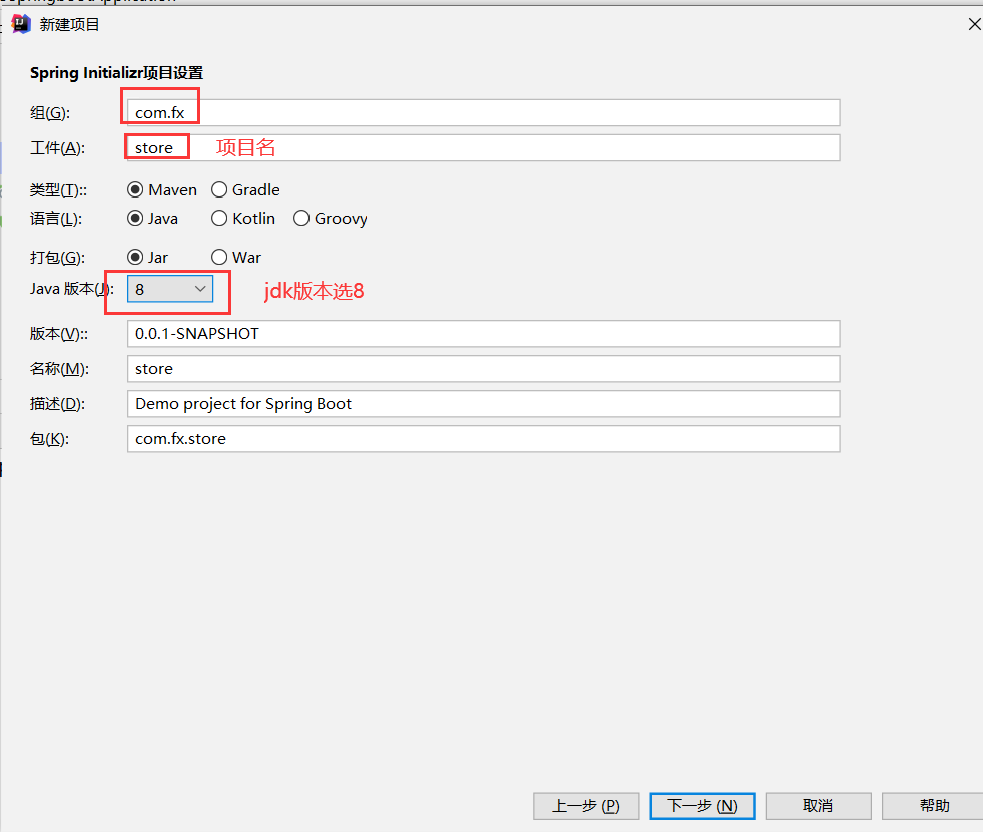 新建项目
Spring Initializr项目设置
组(G): com.fx
工件(A): store 项目名
类型(T):: Maven Gradle
语言(L): Java Kotlin Groovy
打包(G): Jar War
Java 版本(J): 8 jdk版本选8
版本(V):: 0.0.1-SNAPSHOT
名称(M): store
描述(D): Demo project for Spring Boot
包(K): com.fx.store
上一步 (P) 下一步 (N) 取消 帮助